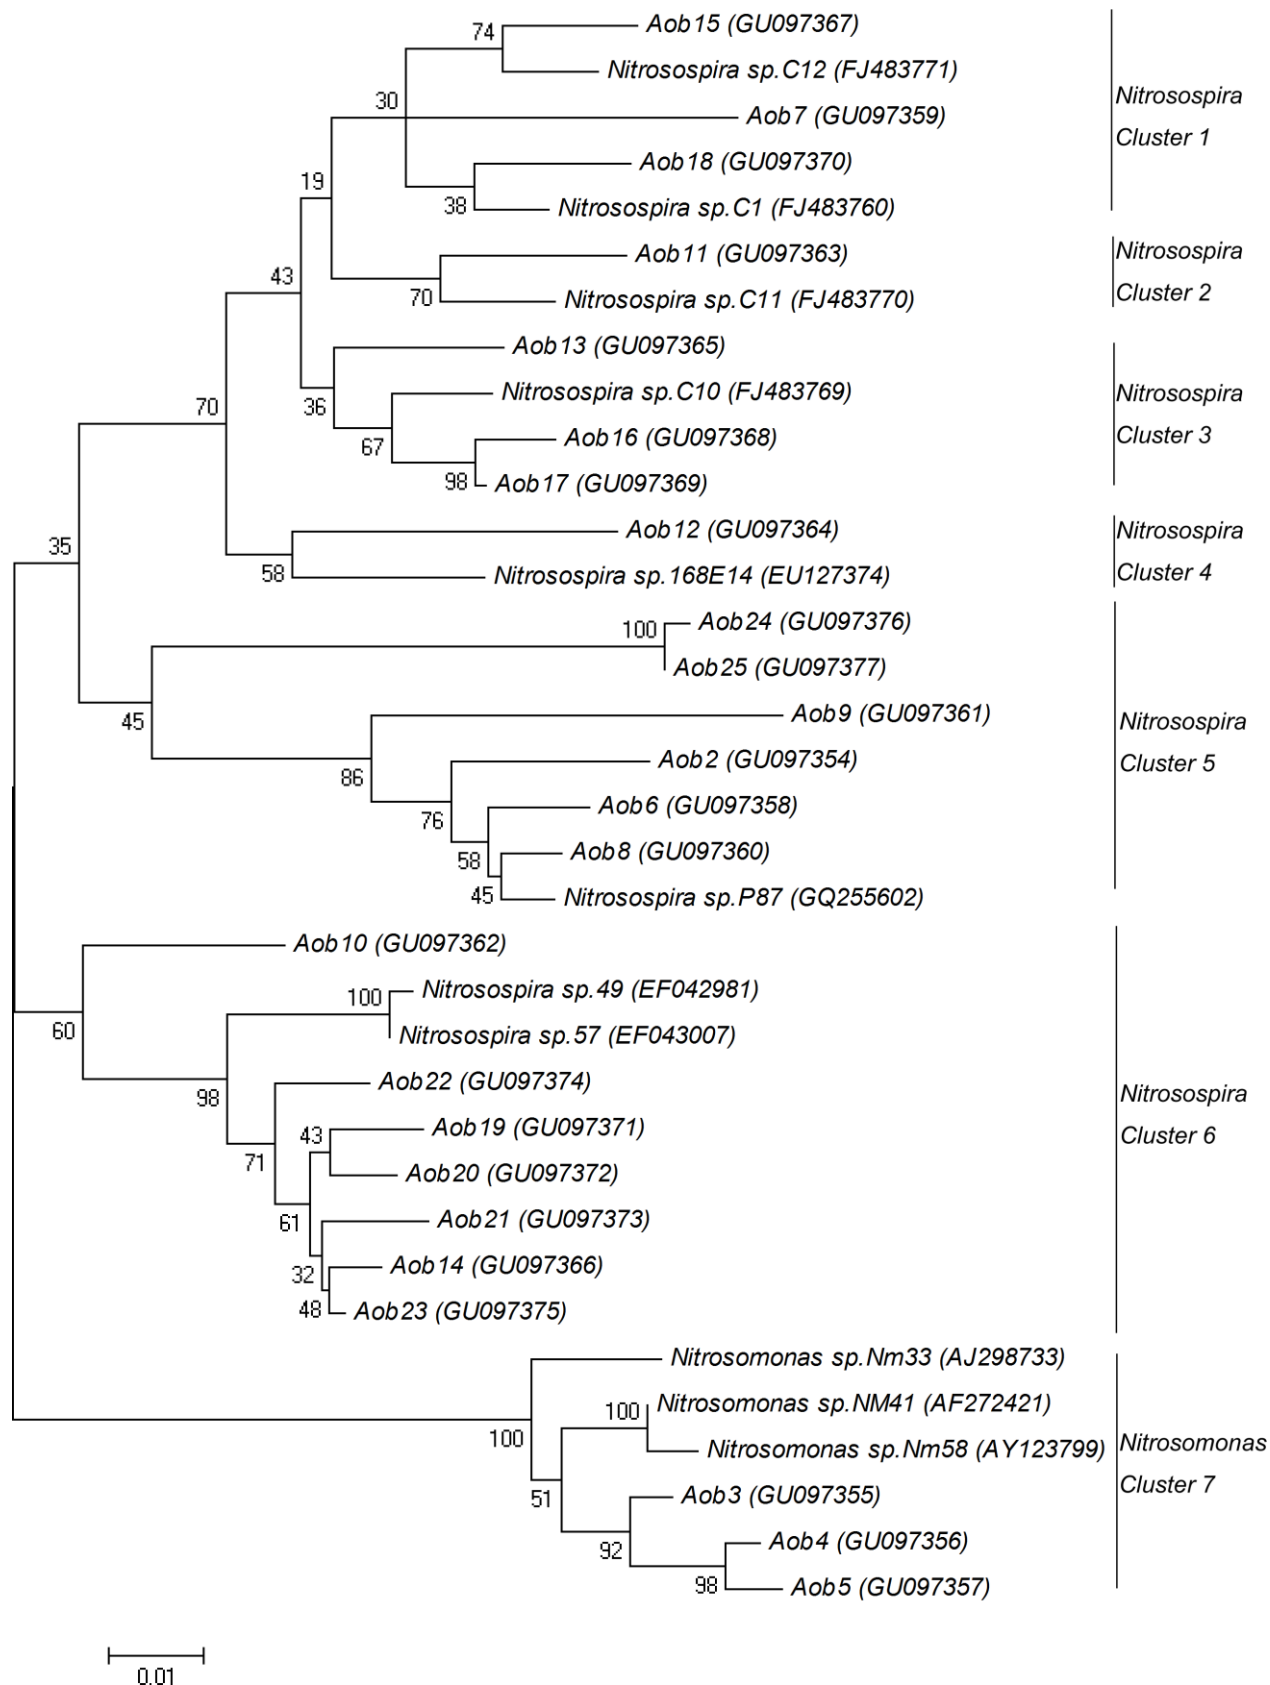 74
Aob15 (GU097367)
Nitrosospira sp.C12 (FJ483771)
30
Aob7 (GU097359)
Aob18 (GU097370)
38
Nitrosospira sp.C1 (FJ483760)
Nitrosospira
Cluster 1
19
Aob11 (GU097363)
70
Nitrosospira sp.C11 (FJ483770)
Nitrosospira
Cluster 2
43
Aob13 (GU097365)
36
Nitrosospira sp.C10 (FJ483769)
67
Aob16 (GU097368)
98
Aob17 (GU097369)
Nitrosospira
Cluster 3
70
Aob12 (GU097364)
58
Nitrosospira sp.168E14 (EU127374)
Nitrosospira
Cluster 4
35
100
Aob24 (GU097376)
Aob25 (GU097377)
45
Aob9 (GU097361)
86
Aob2 (GU097354)
76
Aob6 (GU097358)
58
Aob8 (GU097360)
45
Nitrosospira sp.P87 (GQ255602)
Nitrosospira
Cluster 5
Aob10 (GU097362)
60
100
Nitrosospira sp.49 (EF042981)
Nitrosospira sp.57 (EF043007)
98
Aob22 (GU097374)
71
43
Aob19 (GU097371)
Aob20 (GU097372)
61
Aob21 (GU097373)
32
Aob14 (GU097366)
48
Aob23 (GU097375)
Nitrosospira
Cluster 6
Nitrosomonas sp.Nm33 (AJ298733)
100
100
Nitrosomonas sp.NM41 (AF272421)
Nitrosomonas sp.Nm58 (AY123799)
51
Aob3 (GU097355)
92
Aob4 (GU097356)
98
Aob5 (GU097357)
Nitrosomonas
Cluster 7
0.01